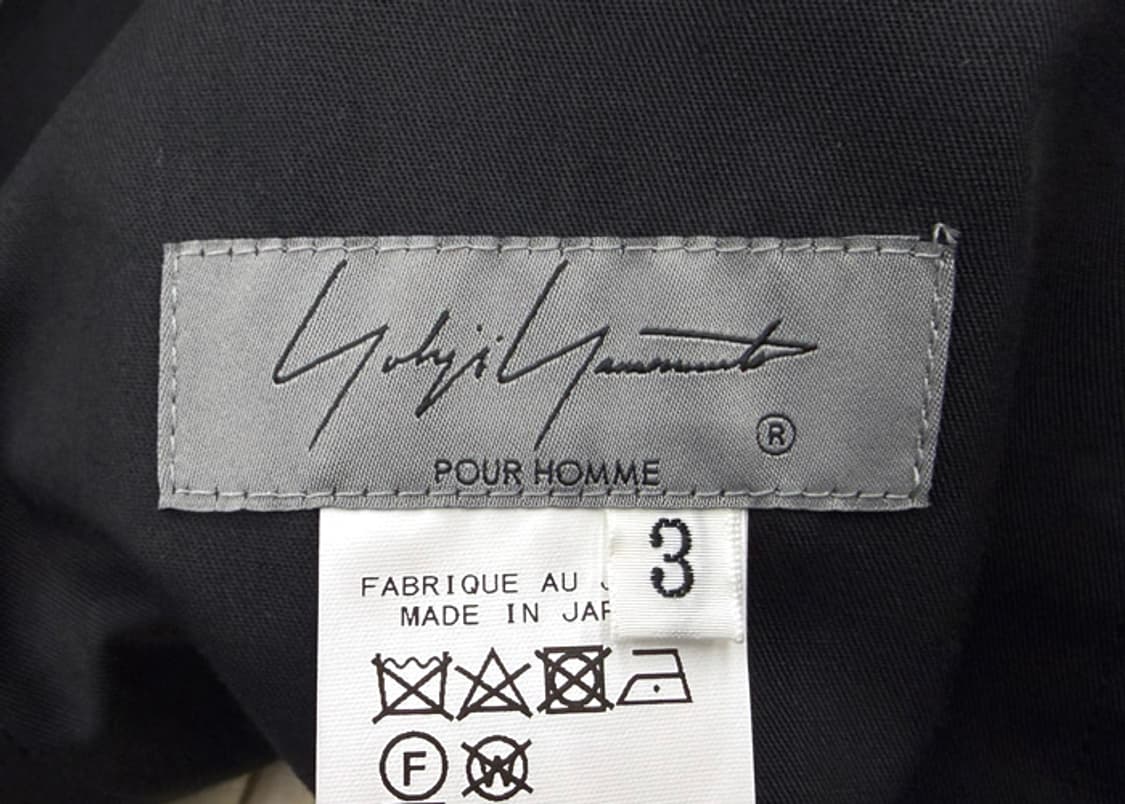 Yohji Yamamoto
®
POUR HOMME
3
FABRIQUE AU
MADE IN
F
W